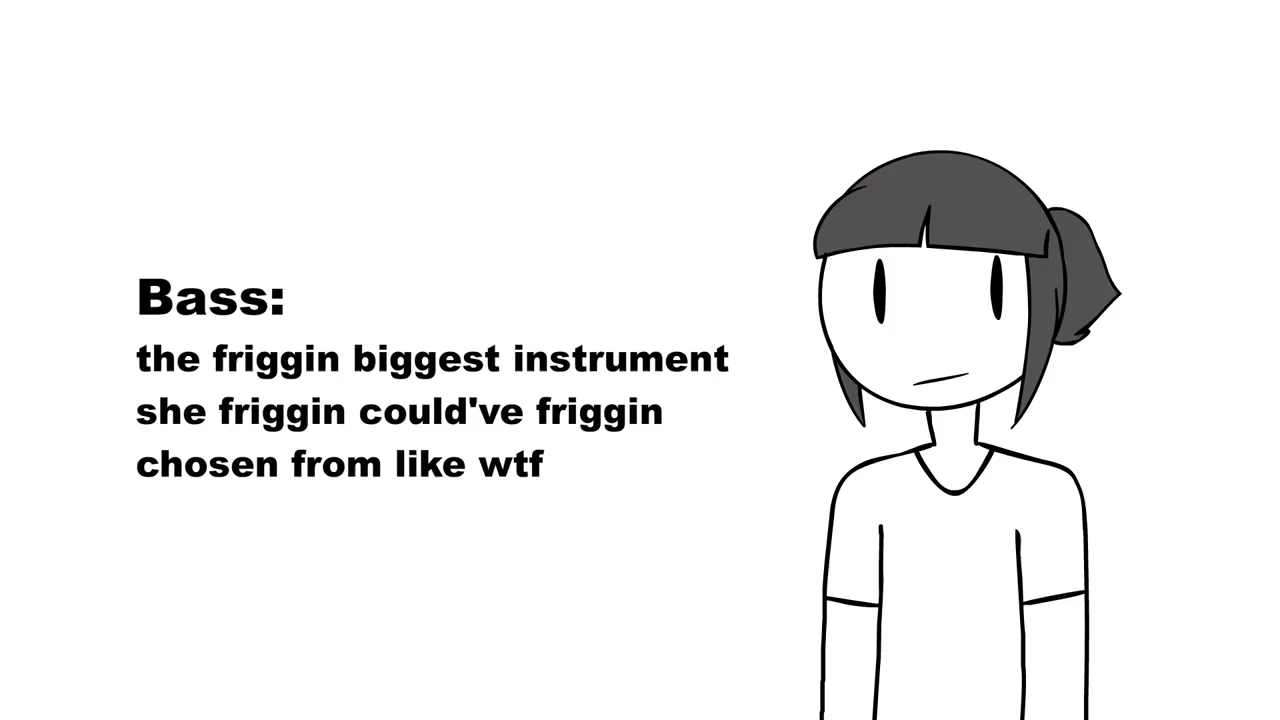 Bass:
the friggin biggest instrument
she friggin could've friggin
chosen from like wtf